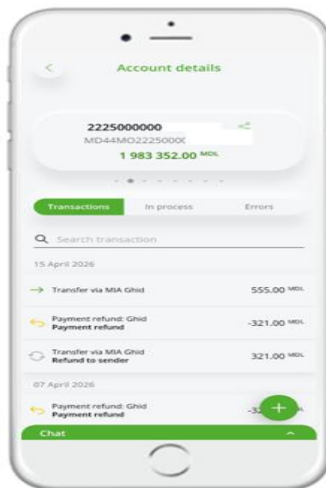 Account details
2225000000
MD44MO2225000
1 983 352.00 MDL
Transactions In process Errors
Search transaction
15 April 2026
Transfer via MIA Ghid 555.00 MDL
Payment refund: Ghid -321.00 MDL
Payment refund
Transfer via MIA Ghid 321.00 MDL
Refund to sender
07 April 2026
Payment refund: Ghid
Payment refund
Chat